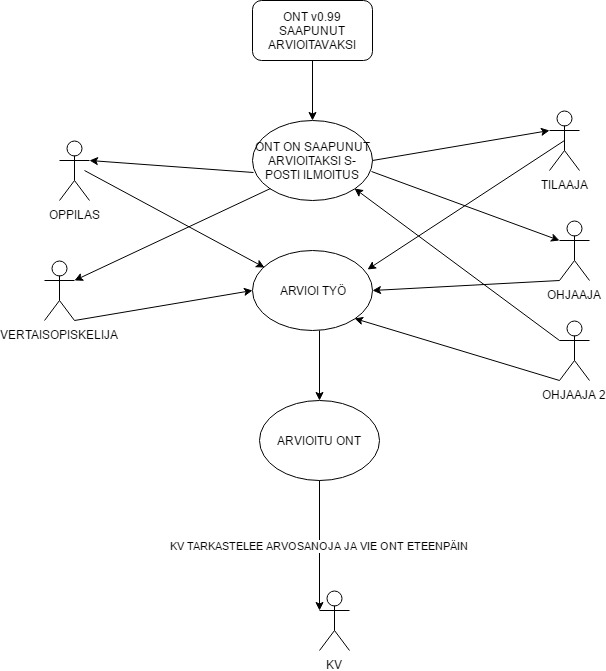 ONT v0.99
SAAPUNUT
ARVIOITAVAKSI
ONT ON SAAPUNUT
ARVIOITAKSI S-
POSTI ILMOITUS
TILAAJA
OPPILAS
ARVIOI TYÖ
OHJAAJA
VERTAISOPISKELIJA
OHJAAJA 2
ARVIOITU ONT
KV TARKASTELEE ARVOSANOJA JA VIE ONT ETEENPÄIN
KV